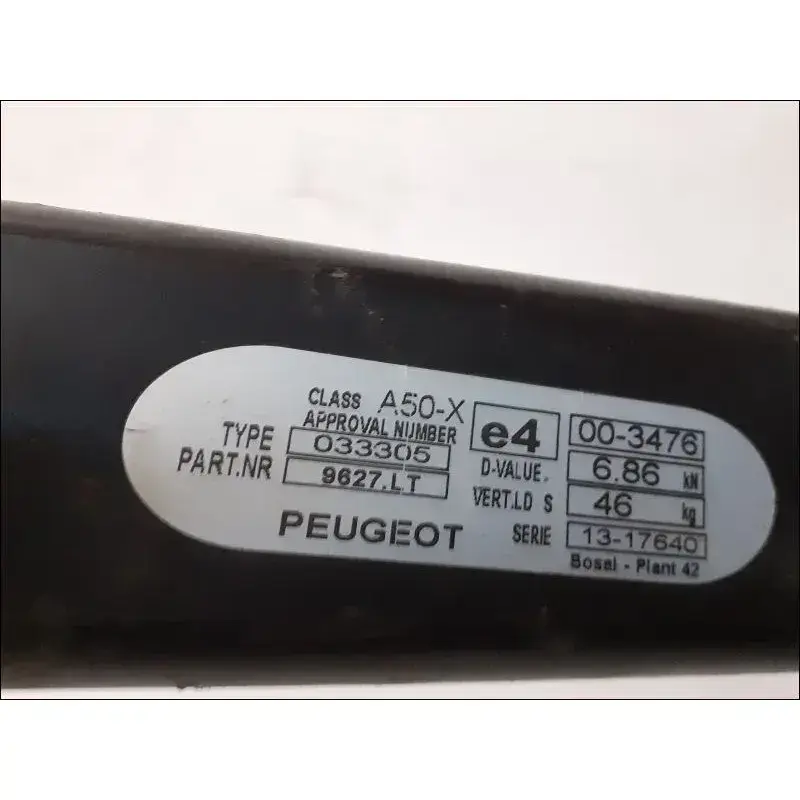 CLASS A50-X
APPROVAL NUMBER e4 00-3476
TYPE 033305 D-VALUE. 6.86 kN
PART.NR 9627.LT VERT.LD S 46 kg
PEUGEOT SERIE 13-17640
Bosal - Plant 42